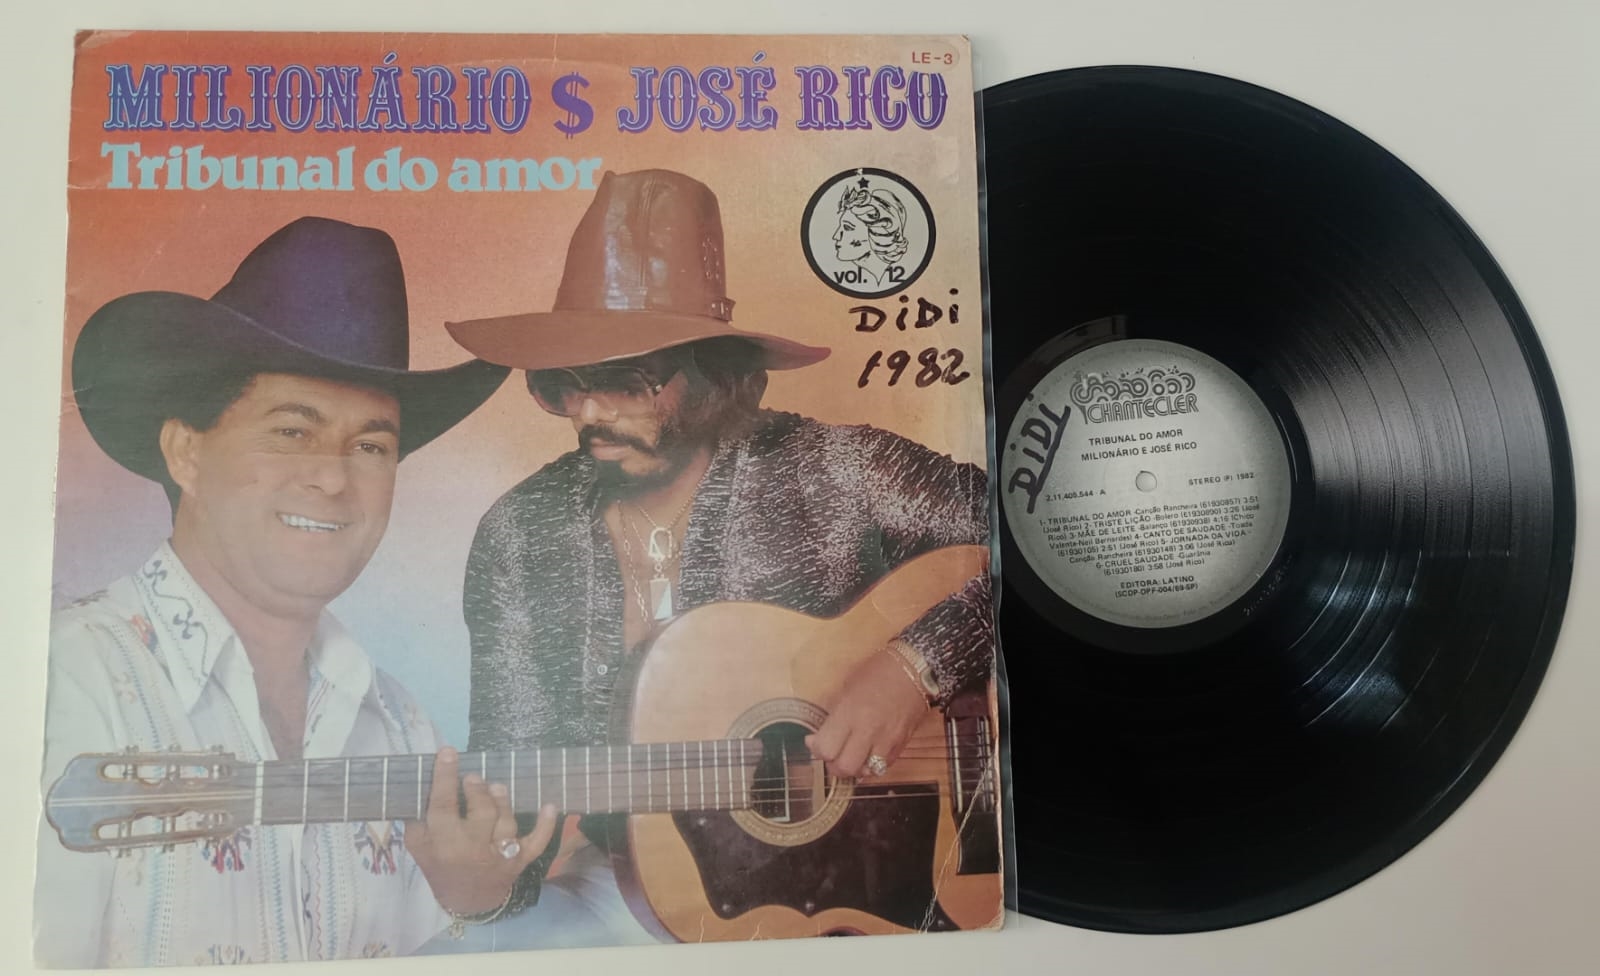 LE-3
MILIONÁRIO $ JOSÉ RICO
Tribunal do amor
vol. 12
DiDi
1982
DiDi
CHANTECLER
TRIBUNAL DO AMOR
MILIONÁRIO E JOSÉ RICO
2.11.405.544 - A
STEREO (P) 1982
1- TRIBUNAL DO AMOR -Canção Rancheira (61930857) 3:51
(José Rico) 2- TRISTE LIÇÃO -Bolero (61930890) 3:26 (José
Rico) 3- MÃE DE LEITE -Balanço (61930938) 4:16 (Chico
Valente-Neil Bernardes) 4- CANTO DE SAUDADE -Toada
(61930105) 2:51 (José Rico) 5- JORNADA DA VIDA -
Canção Rancheira (61930148) 3:06 (José Rico)
6- CRUEL SAUDADE -Guarânia
(61930180) 3:58 (José Rico)
EDITORA: LATINO
(SCDP-DPF-004/69-SP)